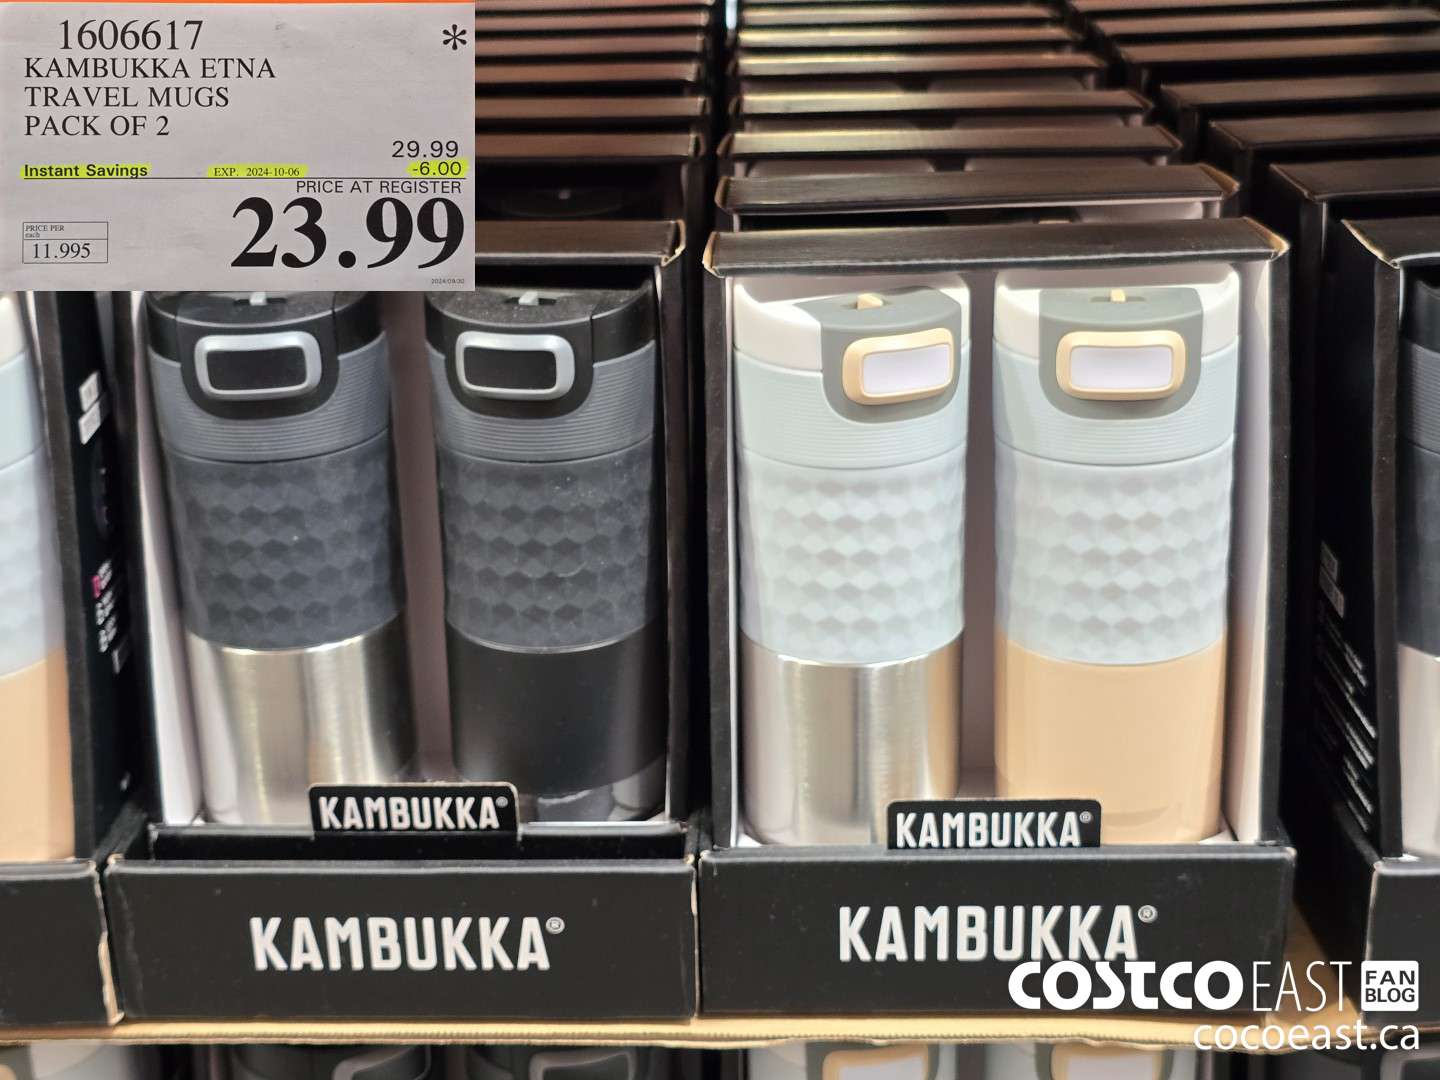 1606617
*
KAMBUKKA ETNA
TRAVEL MUGS
PACK OF 2
29.99
Instant Savings EXP. 2024-10-06 -6.00
PRICE AT REGISTER
23.99
PRICE PER
each
11.995
2024/09/30
KAMBUKKA®
KAMBUKKA®
KAMBUKKA®
KAMBUKKA®
COSTCO EAST FAN BLOG
cocoeast.ca